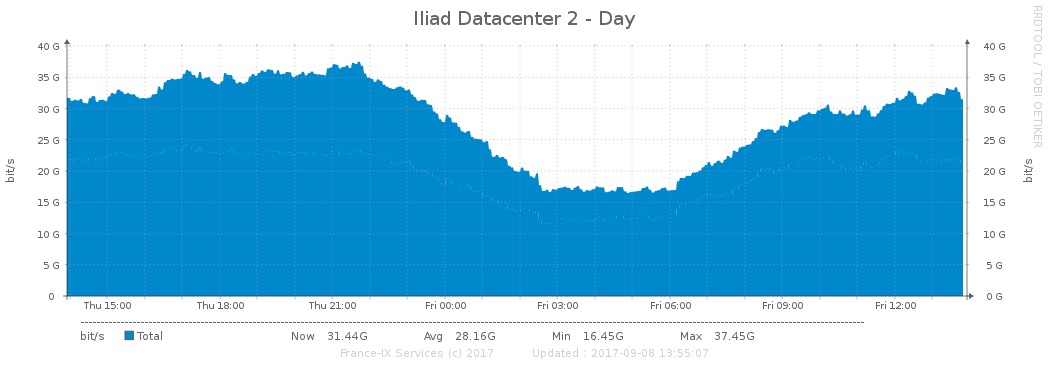 Iliad Datacenter 2 - Day
RRDTOOL / TOBI OETIKER
bit/s
40 G
35 G
30 G
25 G
20 G
15 G
10 G
5 G
0
40 G
35 G
30 G
25 G
20 G
15 G
10 G
5 G
0 G
bit/s
Thu 15:00 Thu 18:00 Thu 21:00 Fri 00:00 Fri 03:00 Fri 06:00 Fri 09:00 Fri 12:00
bit/s Total Now 31.44G Avg 28.16G Min 16.45G Max 37.45G
France-IX Services (c) 2017 Updated : 2017-09-08 13:55:07